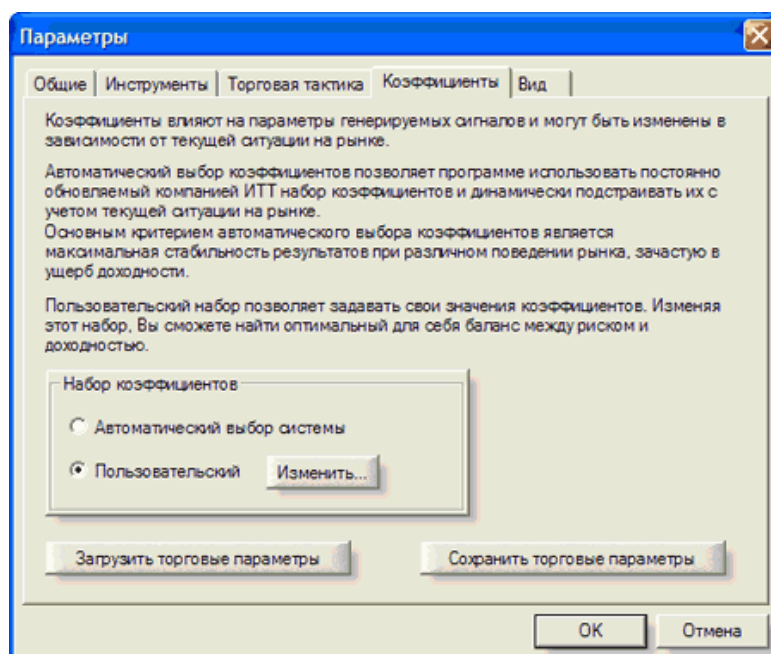 Параметры
Общие Инструменты Торговая тактика Коэффициенты Вид
Коэффициенты влияют на параметры генерируемых сигналов и могут быть изменены в
зависимости от текущей ситуации на рынке.
Автоматический выбор коэффициентов позволяет программе использовать постоянно
обновляемый компанией ИТТ набор коэффициентов и динамически подстраивать их с
учетом текущей ситуации на рынке.
Основным критерием автоматического выбора коэффициентов является
максимальная стабильность результатов при различном поведении рынка, зачастую в
ущерб доходности.
Пользовательский набор позволяет задавать свои значения коэффициентов. Изменяя
этот набор, Вы сможете найти оптимальный для себя баланс между риском и
доходностью.
Набор коэффициентов
Автоматический выбор системы
Пользовательский Изменить...
Загрузить торговые параметры Сохранить торговые параметры
OK Отмена